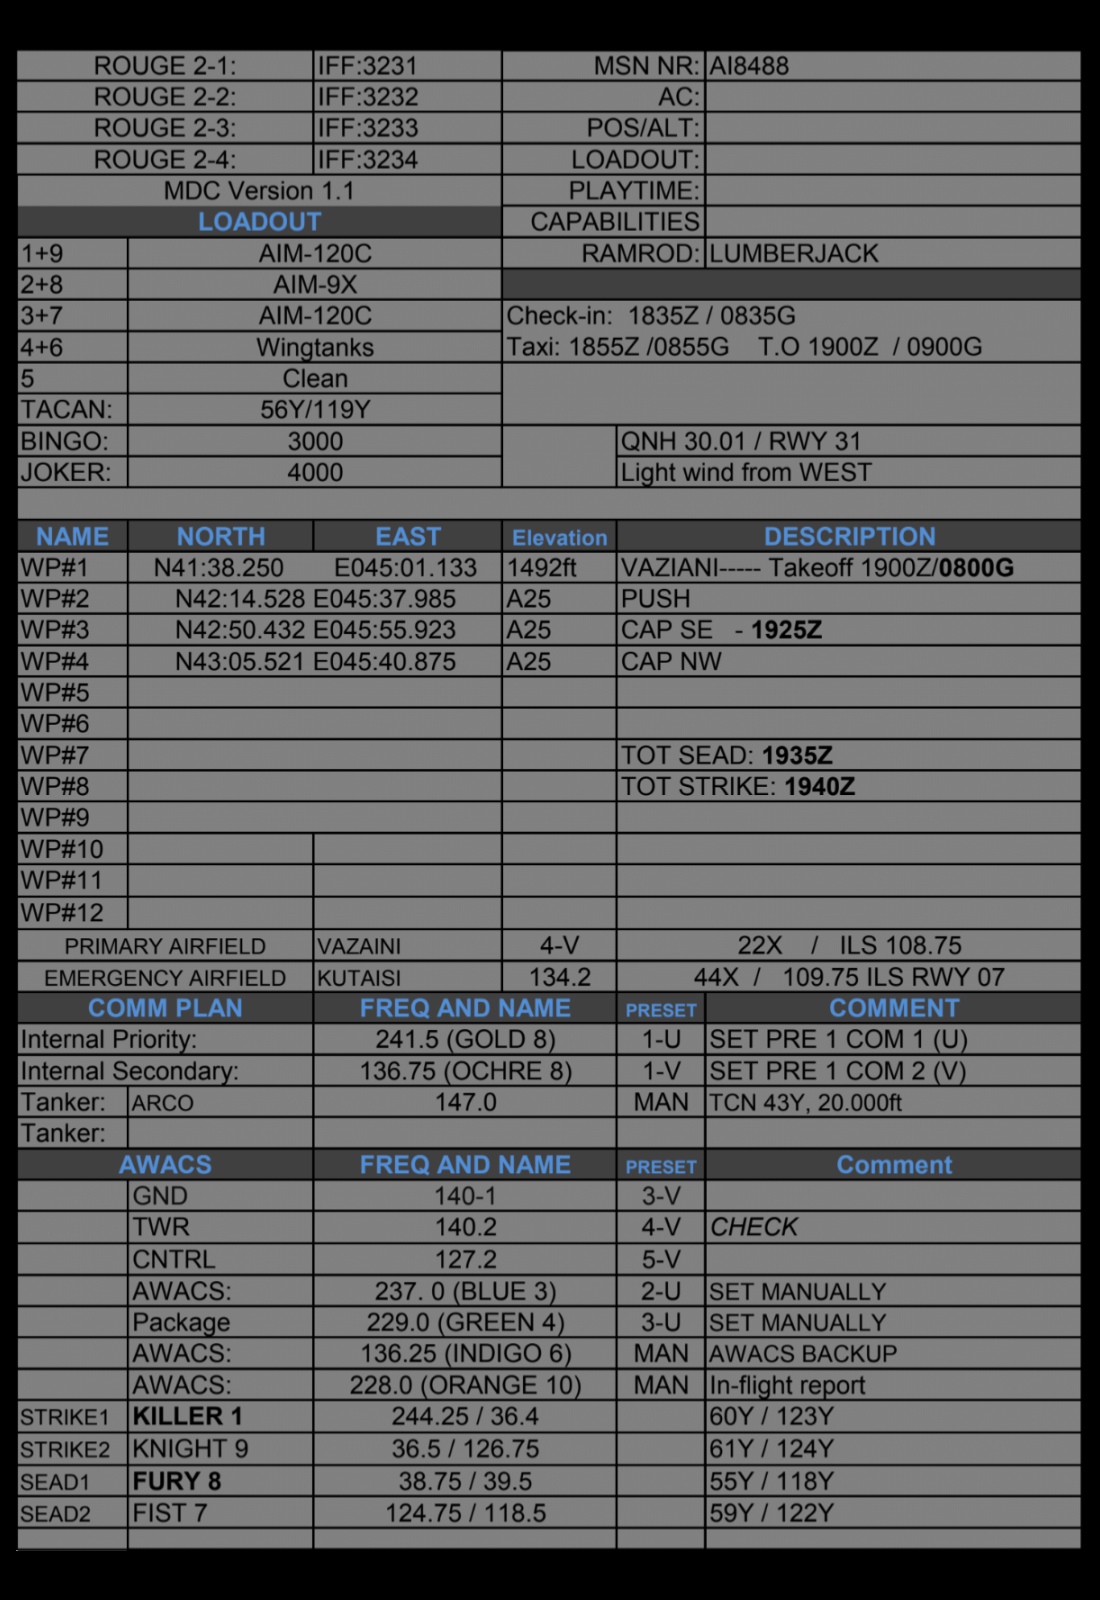 ROUGE 2-1: IFF:3231 MSN NR: AI8488
ROUGE 2-2: IFF:3232 AC:
ROUGE 2-3: IFF:3233 POS/ALT:
ROUGE 2-4: IFF:3234 LOADOUT:
MDC Version 1.1 PLAYTIME:
LOADOUT CAPABILITIES
1+9 AIM-120C RAMROD: LUMBERJACK
2+8 AIM-9X
3+7 AIM-120C Check-in: 1835Z / 0835G
4+6 Wingtanks Taxi: 1855Z /0855G T.O 1900Z / 0900G
5 Clean
TACAN: 56Y/119Y
BINGO: 3000 QNH 30.01 / RWY 31
JOKER: 4000 Light wind from WEST
NAME NORTH EAST Elevation DESCRIPTION
WP#1 N41:38.250 E045:01.133 1492ft VAZIANI----- Takeoff 1900Z/0800G
WP#2 N42:14.528 E045:37.985 A25 PUSH
WP#3 N42:50.432 E045:55.923 A25 CAP SE - 1925Z
WP#4 N43:05.521 E045:40.875 A25 CAP NW
WP#5
WP#6
WP#7 TOT SEAD: 1935Z
WP#8 TOT STRIKE: 1940Z
WP#9
WP#10
WP#11
WP#12
PRIMARY AIRFIELD VAZAINI 4-V 22X / ILS 108.75
EMERGENCY AIRFIELD KUTAISI 134.2 44X / 109.75 ILS RWY 07
COMM PLAN FREQ AND NAME PRESET COMMENT
Internal Priority: 241.5 (GOLD 8) 1-U SET PRE 1 COM 1 (U)
Internal Secondary: 136.75 (OCHRE 8) 1-V SET PRE 1 COM 2 (V)
Tanker: ARCO 147.0 MAN TCN 43Y, 20.000ft
Tanker:
AWACS FREQ AND NAME PRESET Comment
GND 140-1 3-V
TWR 140.2 4-V CHECK
CNTRL 127.2 5-V
AWACS: 237. 0 (BLUE 3) 2-U SET MANUALLY
Package 229.0 (GREEN 4) 3-U SET MANUALLY
AWACS: 136.25 (INDIGO 6) MAN AWACS BACKUP
AWACS: 228.0 (ORANGE 10) MAN In-flight report
STRIKE1 KILLER 1 244.25 / 36.4 60Y / 123Y
STRIKE2 KNIGHT 9 36.5 / 126.75 61Y / 124Y
SEAD1 FURY 8 38.75 / 39.5 55Y / 118Y
SEAD2 FIST 7 124.75 / 118.5 59Y / 122Y